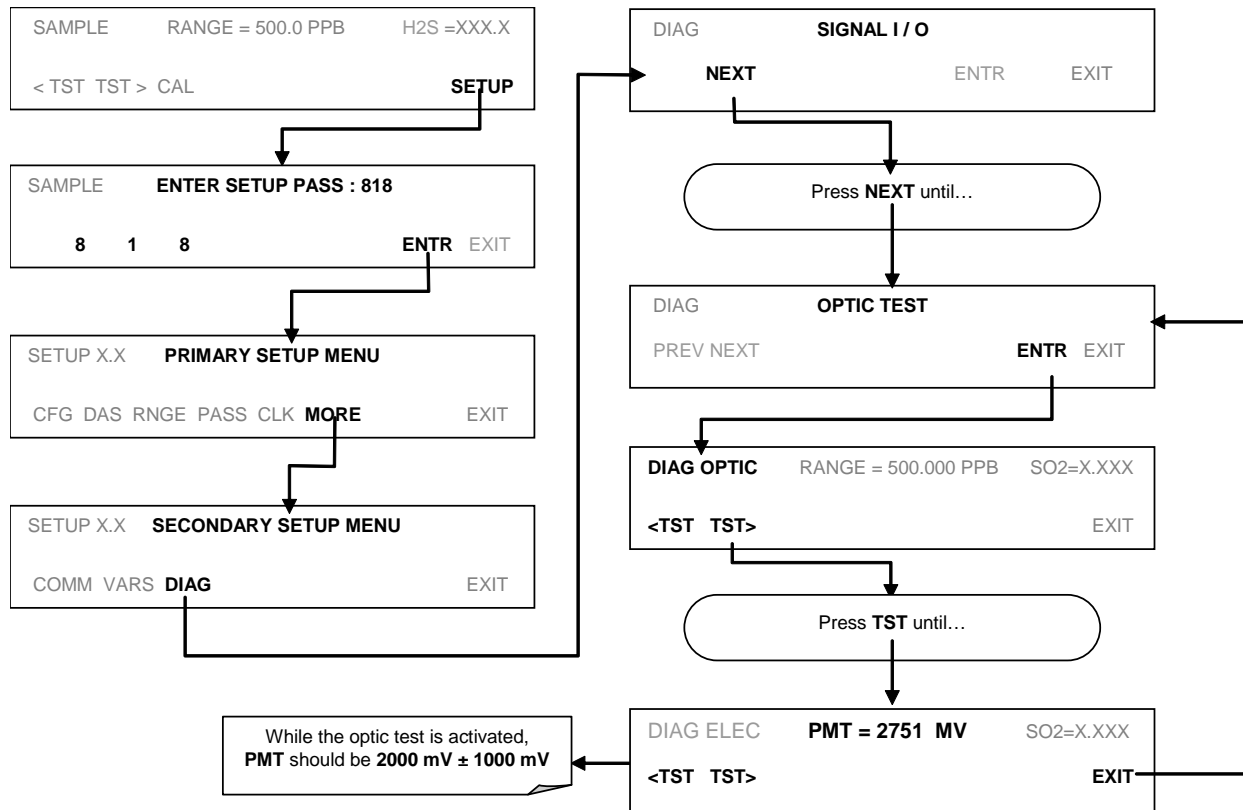 SAMPLE RANGE = 500.0 PPB H2S =XXX.X
< TST TST > CAL SETUP
SAMPLE ENTER SETUP PASS : 818
8 1 8 ENTR EXIT
SETUP X.X PRIMARY SETUP MENU
CFG DAS RNGE PASS CLK MORE EXIT
SETUP X.X SECONDARY SETUP MENU
COMM VARS DIAG EXIT
DIAG SIGNAL I / O
NEXT ENTR EXIT
Press NEXT until…
DIAG OPTIC TEST
PREV NEXT ENTR EXIT
DIAG OPTIC RANGE = 500.000 PPB SO2=X.XXX
<TST TST> EXIT
Press TST until…
DIAG ELEC PMT = 2751 MV SO2=X.XXX
<TST TST> EXIT
While the optic test is activated,
PMT should be 2000 mV ± 1000 mV